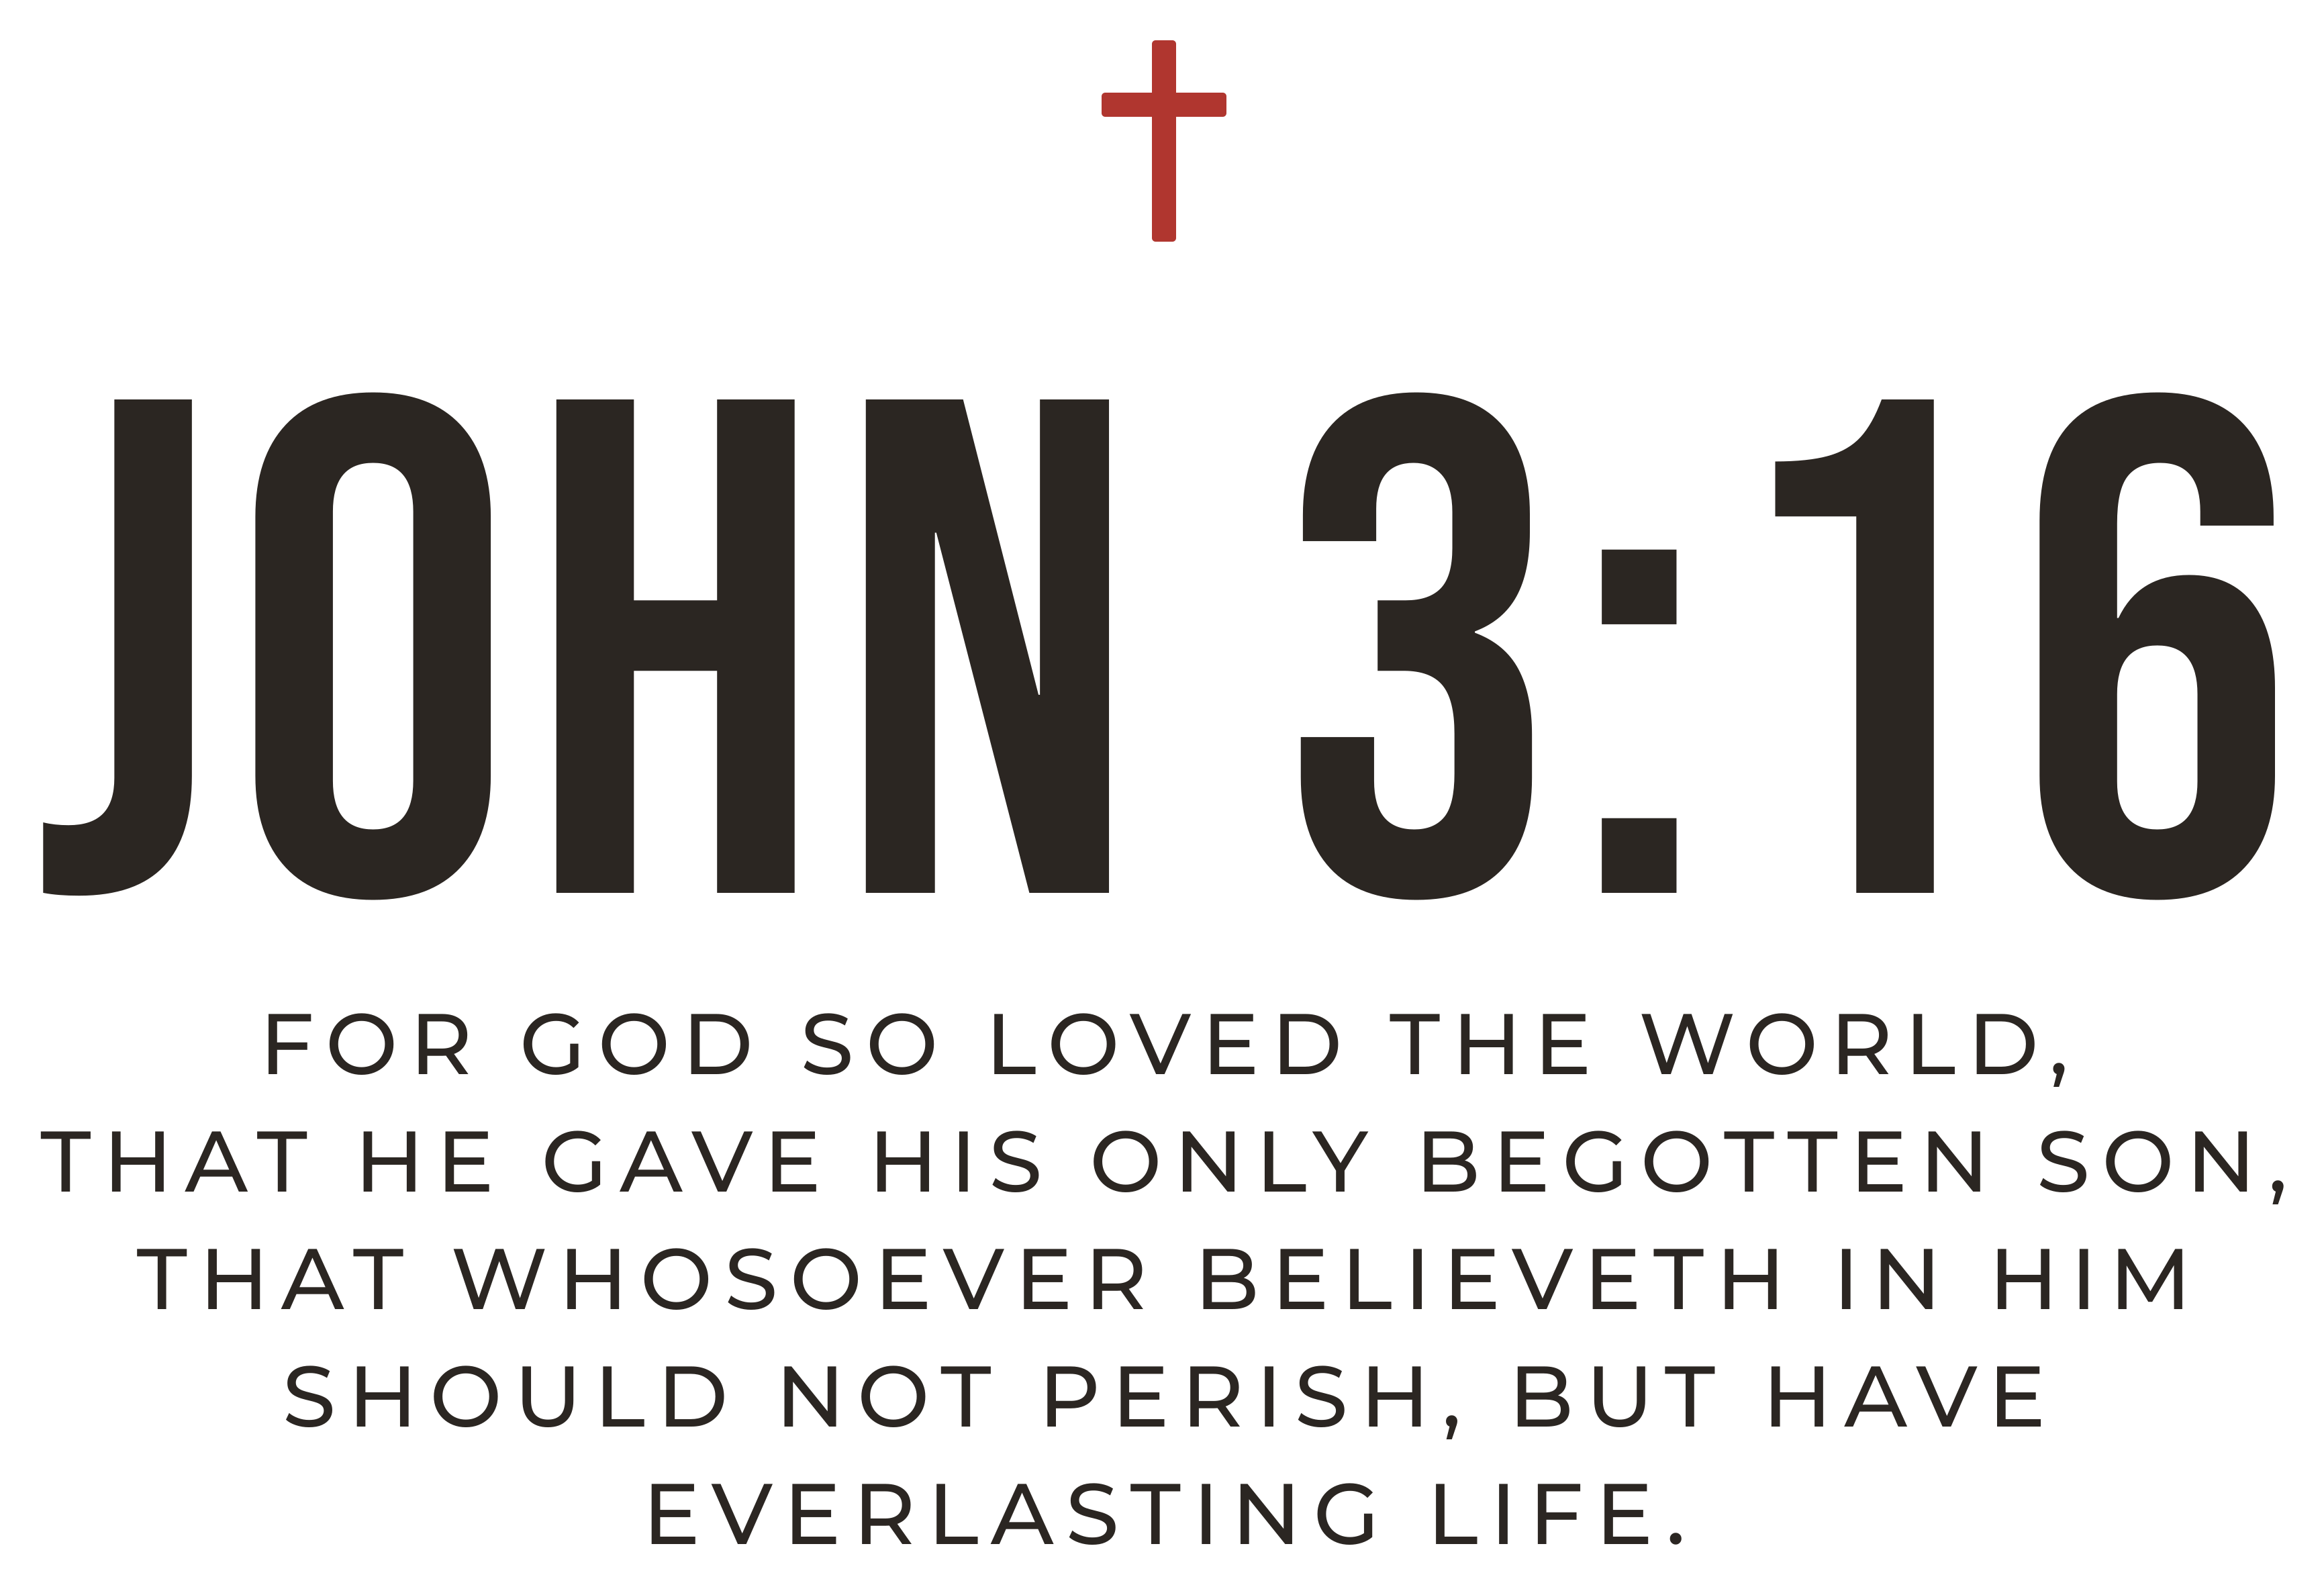 JOHN 3:16
FOR GOD SO LOVED THE WORLD,
THAT HE GAVE HIS ONLY BEGOTTEN SON,
THAT WHOSOEVER BELIEVETH IN HIM
SHOULD NOT PERISH, BUT HAVE
EVERLASTING LIFE.